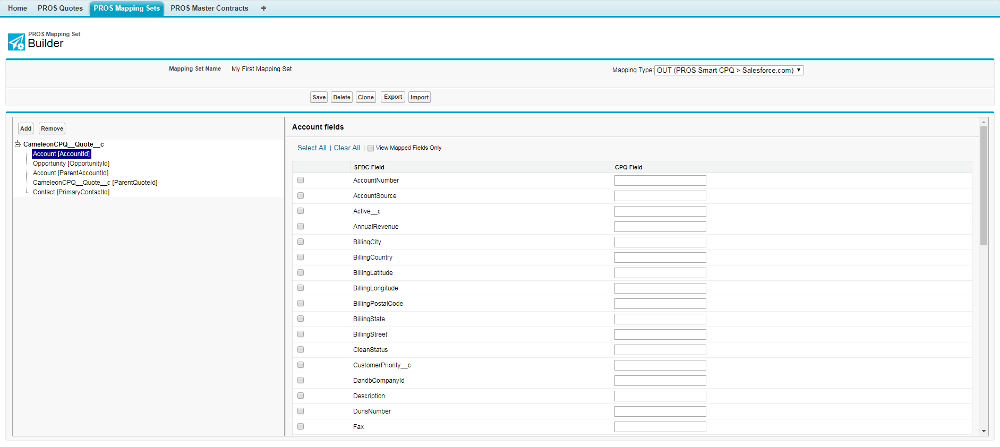 Home PROS Quotes PROS Mapping Sets PROS Master Contracts +
PROS Mapping Set
Builder
Mapping Set Name My First Mapping Set Mapping Type: OUT (PROS Smart CPQ > Salesforce.com)
Save Delete Clone Export Import
Add Remove
CameleonCPQ__Quote__c
Account [AccountId]
Opportunity [OpportunityId]
Account [ParentAccountId]
CameleonCPQ__Quote__c [ParentQuoteId]
Contact [PrimaryContactId]
Account fields
Select All | Clear All | View Mapped Fields Only
SFDC Field CPQ Field
AccountNumber
AccountSource
Active__c
AnnualRevenue
BillingCity
BillingCountry
BillingLatitude
BillingLongitude
BillingPostalCode
BillingState
BillingStreet
CleanStatus
CustomerPriority__c
DandbCompanyId
Description
DunsNumber
Fax